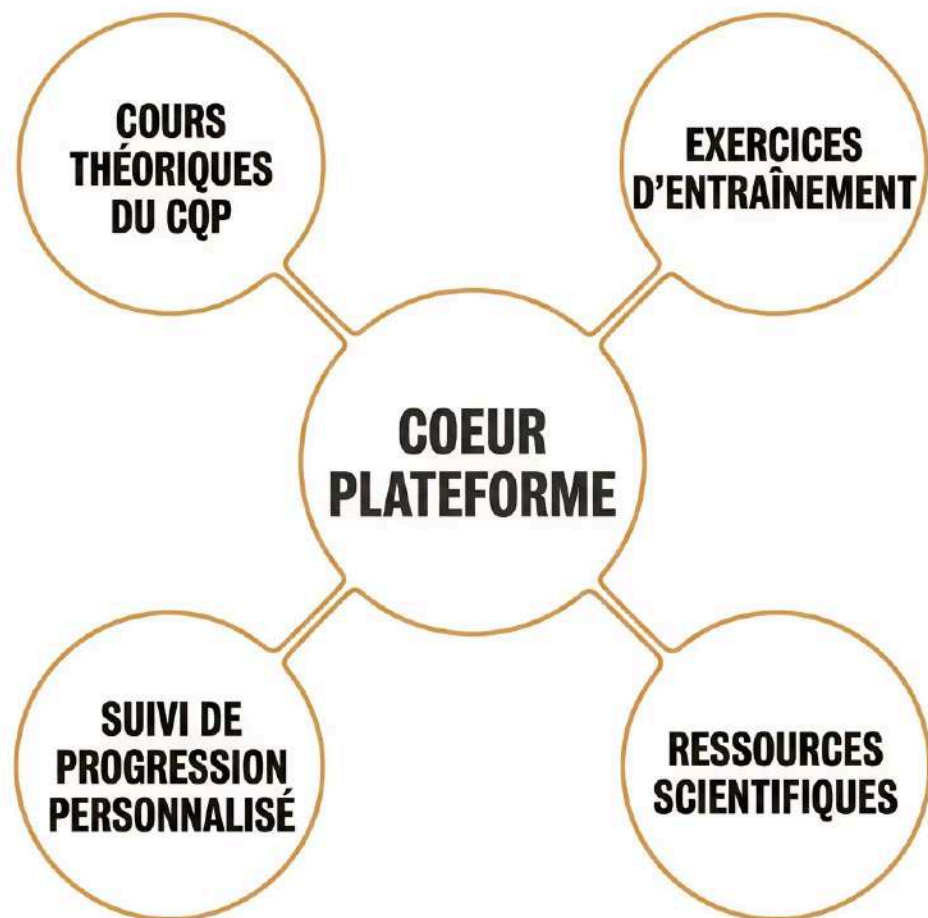 COURS
THÉORIQUES
DU CQP
EXERCICES
D'ENTRAÎNEMENT
COEUR
PLATEFORME
SUIVI DE
PROGRESSION
PERSONNALISÉ
RESSOURCES
SCIENTIFIQUES